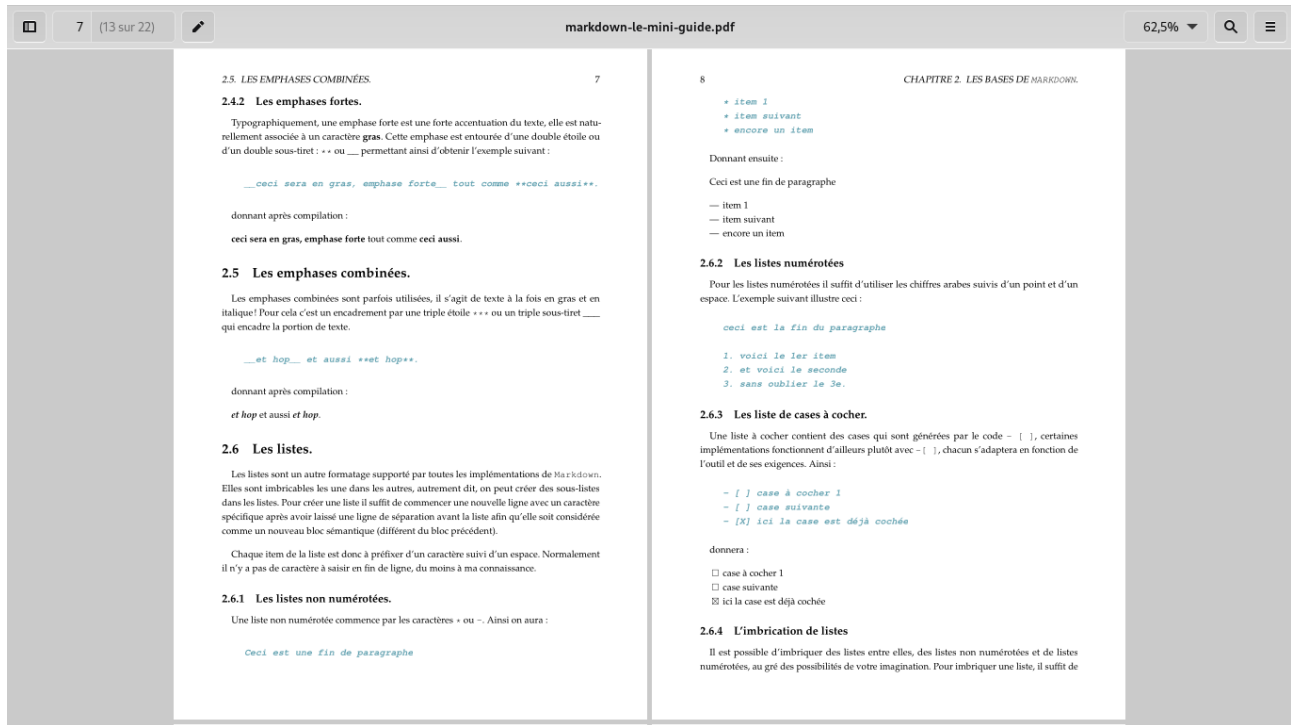 7 (13 sur 22)
markdown-le-mini-guide.pdf
62,5%
2.5. LES EMPHASES COMBINÉES. 7
2.4.2 Les emphases fortes.
Typographiquement, une emphase forte est une forte accentuation du texte, elle est natu-
rellement associée à un caractère gras. Cette emphase est entourée d'une double étoile ou
d'un double sous-tiret : ** ou __ permettant ainsi d'obtenir l'exemple suivant :
__ceci sera en gras, emphase forte__ tout comme **ceci aussi**.
donnant après compilation :
ceci sera en gras, emphase forte tout comme ceci aussi.
2.5 Les emphases combinées.
Les emphases combinées sont parfois utilisées, il s'agit de texte à la fois en gras et en
italique! Pour cela c'est un encadrement par une triple étoile *** ou un triple sous-tiret ___
qui encadre la portion de texte.
__et hop__ et aussi **et hop**.
donnant après compilation :
et hop et aussi et hop.
2.6 Les listes.
Les listes sont un autre formatage supporté par toutes les implémentations de Markdown.
Elles sont imbricables les une dans les autres, autrement dit, on peut créer des sous-listes
dans les listes. Pour créer une liste il suffit de commencer une nouvelle ligne avec un caractère
spécifique après avoir laissé une ligne de séparation avant la liste afin qu'elle soit considérée
comme un nouveau bloc sémantique (différent du bloc précédent).
Chaque item de la liste est donc à préfixer d'un caractère suivi d'un espace. Normalement
il n'y a pas de caractère à saisir en fin de ligne, du moins à ma connaissance.
2.6.1 Les listes non numérotées.
Une liste non numérotée commence par les caractères * ou -. Ainsi on aura :
Ceci est une fin de paragraphe
8 CHAPITRE 2. LES BASES DE MARKDOWN.
* item 1
* item suivant
* encore un item
Donnant ensuite :
Ceci est une fin de paragraphe
— item 1
— item suivant
— encore un item
2.6.2 Les listes numérotées
Pour les listes numérotées il suffit d'utiliser les chiffres arabes suivis d'un point et d'un
espace. L'exemple suivant illustre ceci :
ceci est la fin du paragraphe
1. voici le 1er item
2. et voici le seconde
3. sans oublier le 3e.
2.6.3 Les liste de cases à cocher.
Une liste à cocher contient des cases qui sont générées par le code - [ ], certaines
implémentations fonctionnent d'ailleurs plutôt avec -[ ], chacun s'adaptera en fonction de
l'outil et de ses exigences. Ainsi :
- [ ] case à cocher 1
- [ ] case suivante
- [X] ici la case est déjà cochée
donnera :
☐ case à cocher 1
☐ case suivante
☒ ici la case est déjà cochée
2.6.4 L'imbrication de listes
Il est possible d'imbriquer des listes entre elles, des listes non numérotées et de listes
numérotées, au gré des possibilités de votre imagination. Pour imbriquer une liste, il suffit de